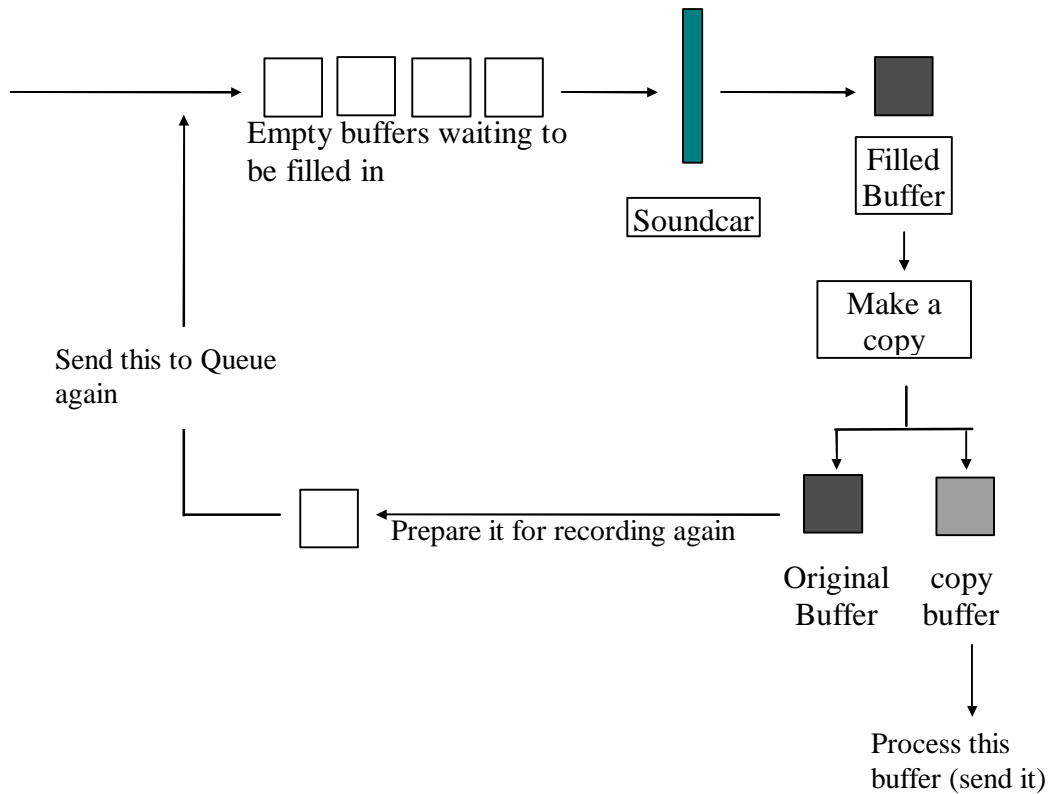 Empty buffers waiting to
be filled in
Soundcar
Filled
Buffer
Make a
copy
Send this to Queue
again
Prepare it for recording again
Original
Buffer
copy
buffer
Process this
buffer (send it)